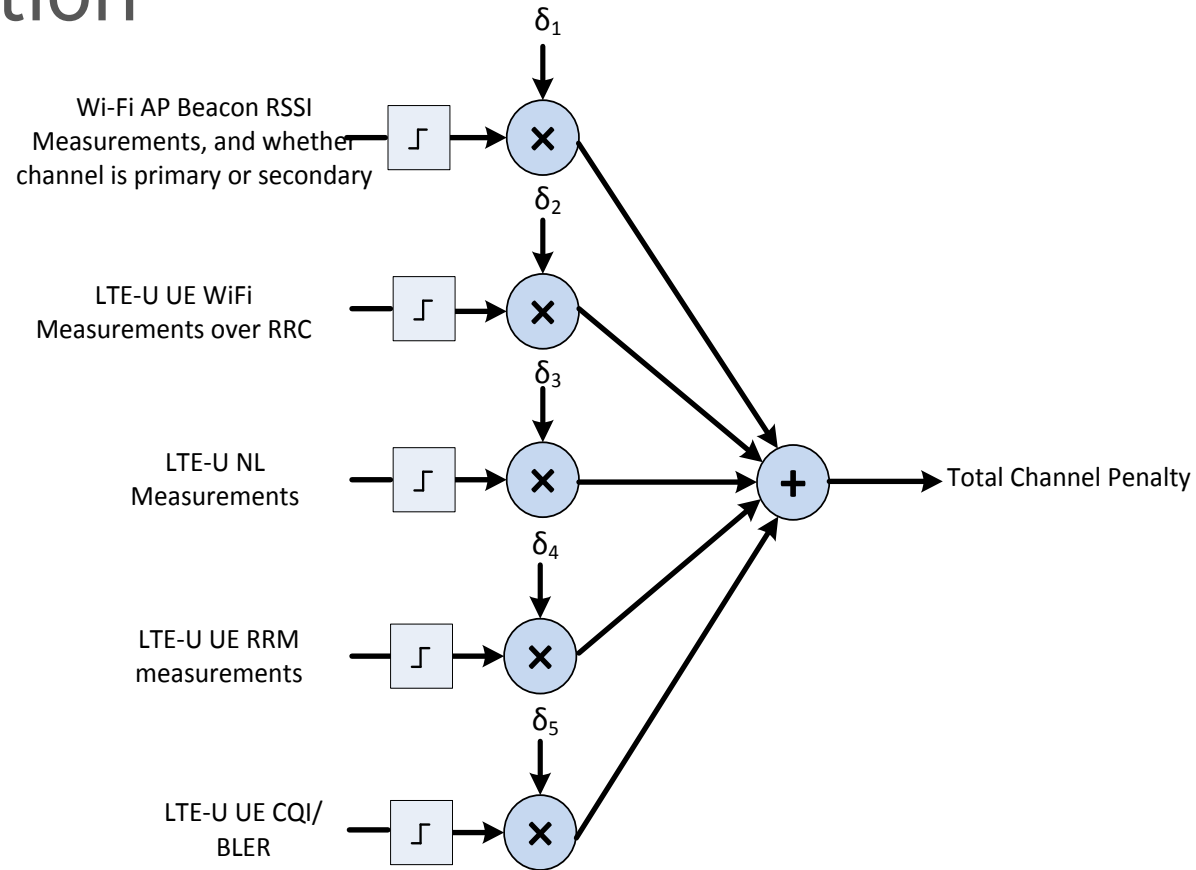 δ1
Wi-Fi AP Beacon RSSI
Measurements, and whether
channel is primary or secondary
×
δ2
LTE-U UE WiFi
Measurements over RRC
×
δ3
LTE-U NL
Measurements
×
+
Total Channel Penalty
δ4
LTE-U UE RRM
measurements
×
δ5
LTE-U UE CQI/
BLER
×